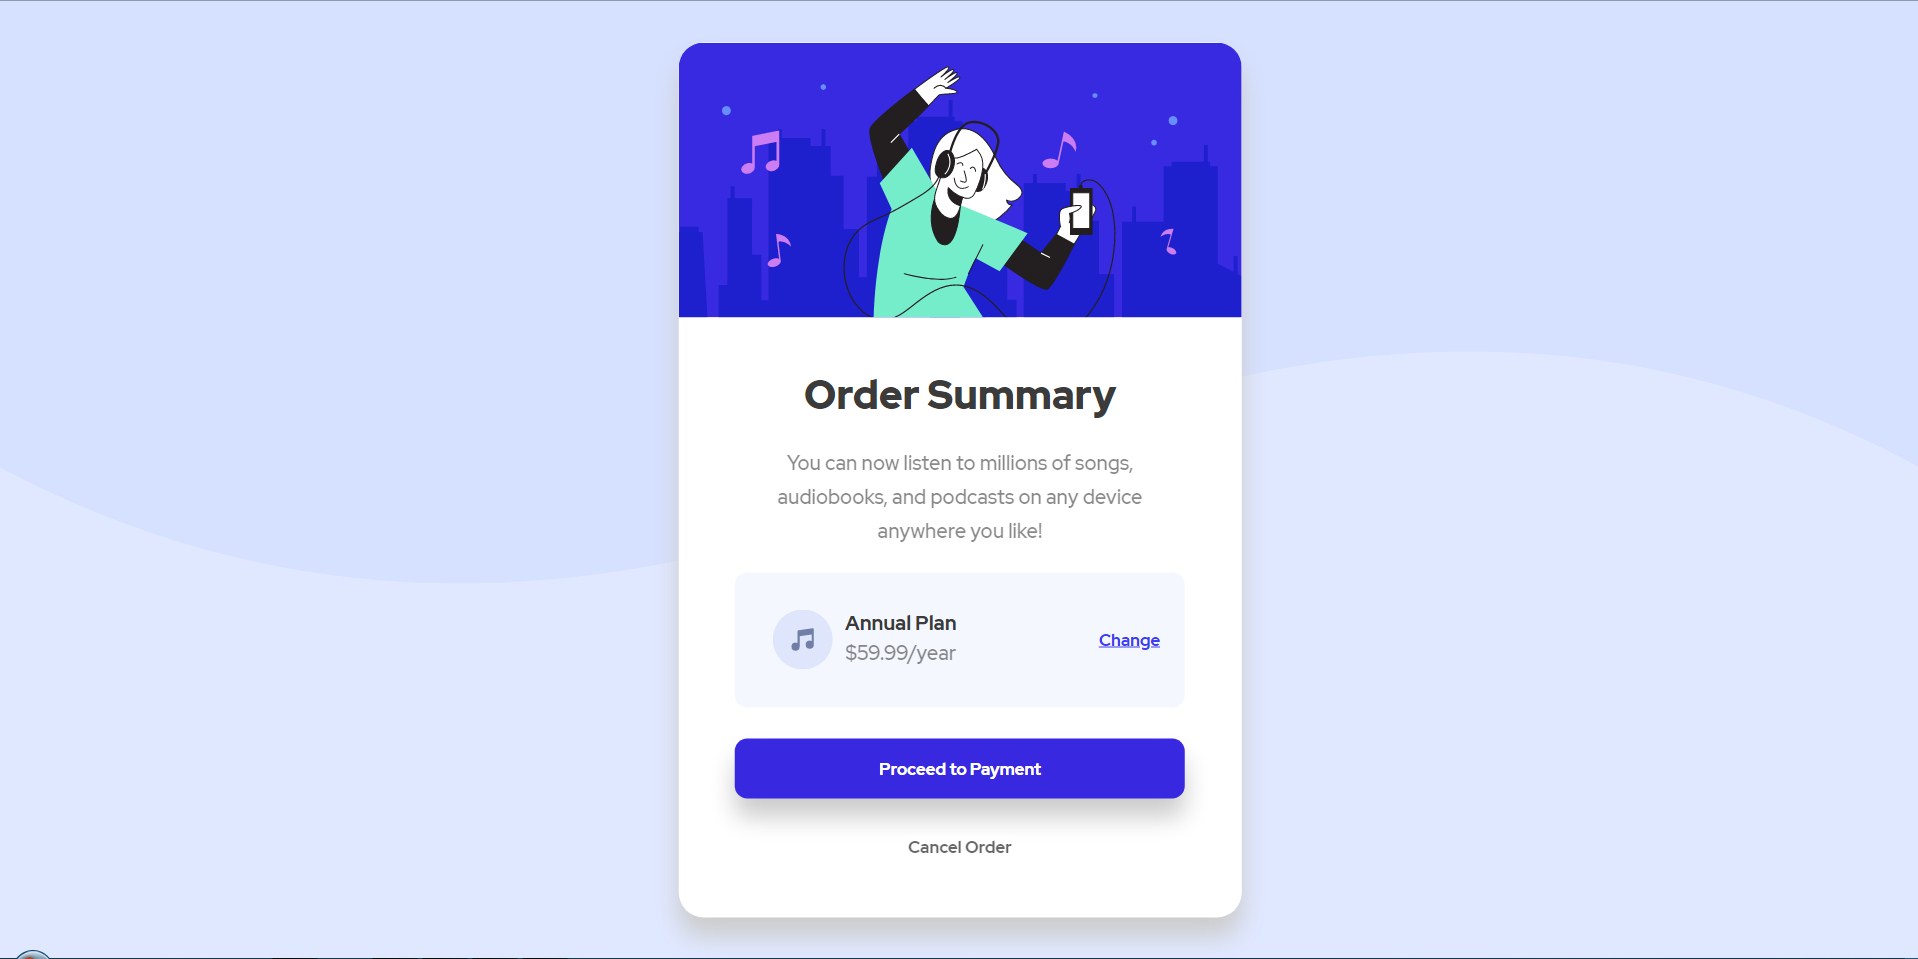 Order Summary
You can now listen to millions of songs,
audiobooks, and podcasts on any device
anywhere you like!
Annual Plan
$59.99/year
Change
Proceed to Payment
Cancel Order